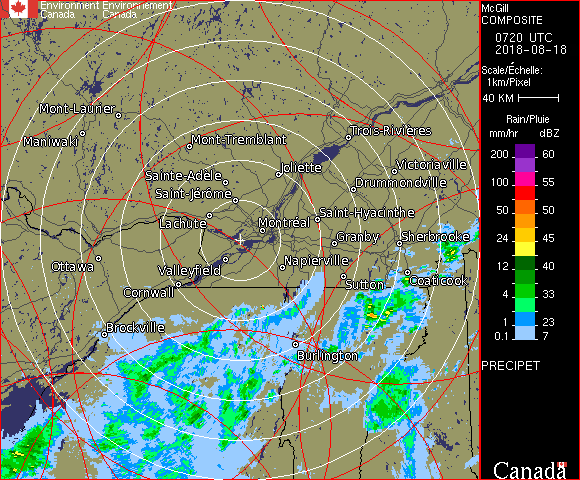 Environment Environnement
Canada Canada
McGill
COMPOSITE
0720 UTC
2018-08-18
Scale/Échelle:
1km/Pixel
40 KM
Rain/Pluie
mm/hr dBZ
200 60
100 55
50 50
24 45
12 40
4 33
1 23
0.1 7
PRECIPET
Canada
Mont-Laurier
Maniwaki
Mont-Tremblant
Trois-Rivières
Sainte-Adèle
Joliette
Victoriaville
Saint-Jérôme
Drummondville
Lachute
Montréal
Saint-Hyacinthe
Granby
Sherbrooke
Ottawa
Valleyfield
Napierville
Cornwall
Sutton
Coaticook
Brockville
Burlington